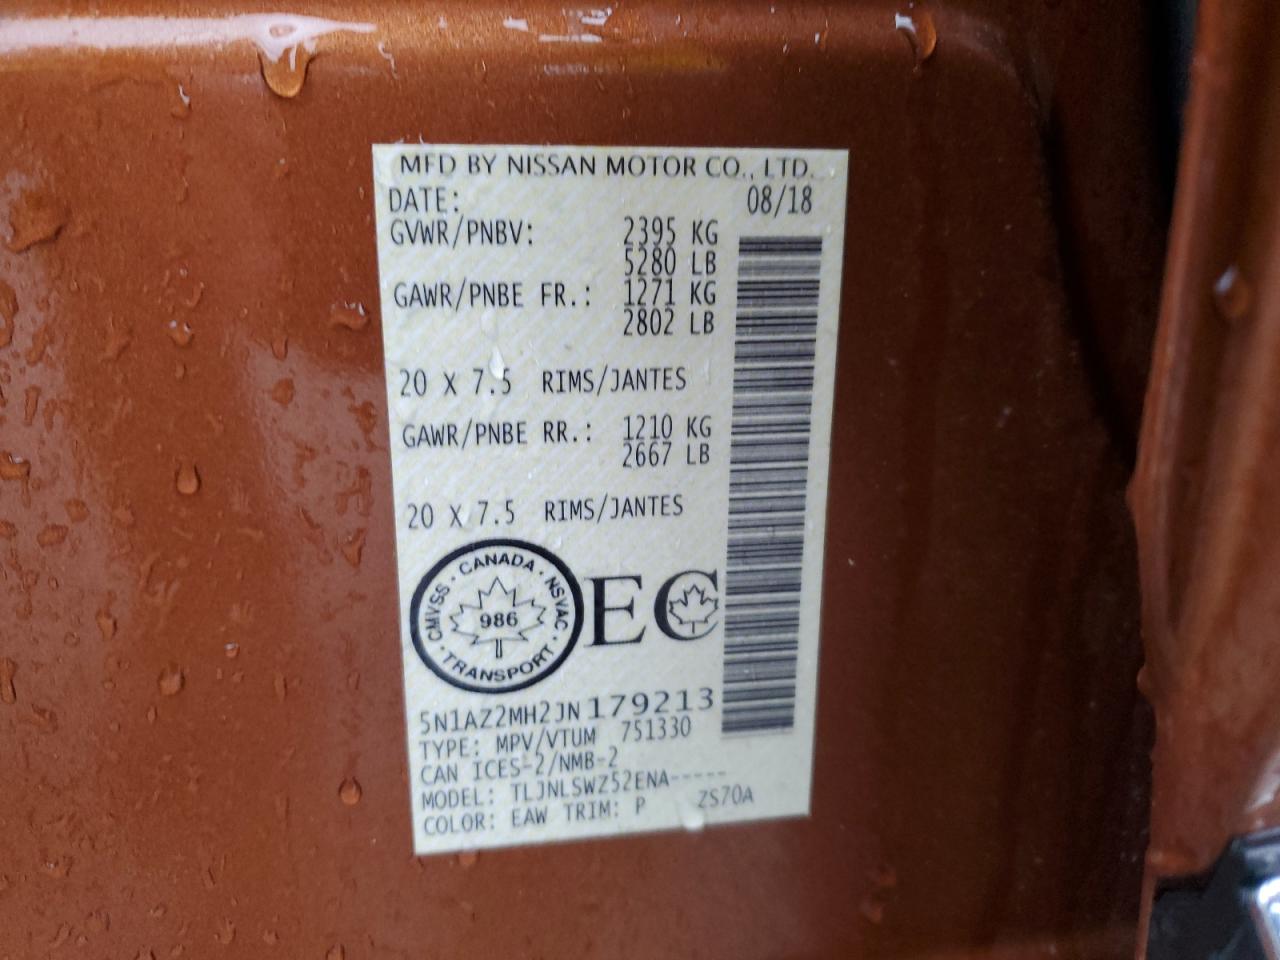 MFD BY NISSAN MOTOR CO., LTD.
DATE: 08/18
GVWR/PNBV: 2395 KG
5280 LB
GAWR/PNBE FR.: 1271 KG
2802 LB
20 X 7.5 RIMS/JANTES
GAWR/PNBE RR.: 1210 KG
2667 LB
20 X 7.5 RIMS/JANTES
CMVSS · CANADA · NSVAC · TRANSPORT ·
986
EC
5N1AZ2MH2JN179213
TYPE: MPV/VTUM 751330
CAN ICES-2/NMB-2
MODEL: TLJNLSWZ52ENA-----
COLOR: EAW TRIM: P ZS70A